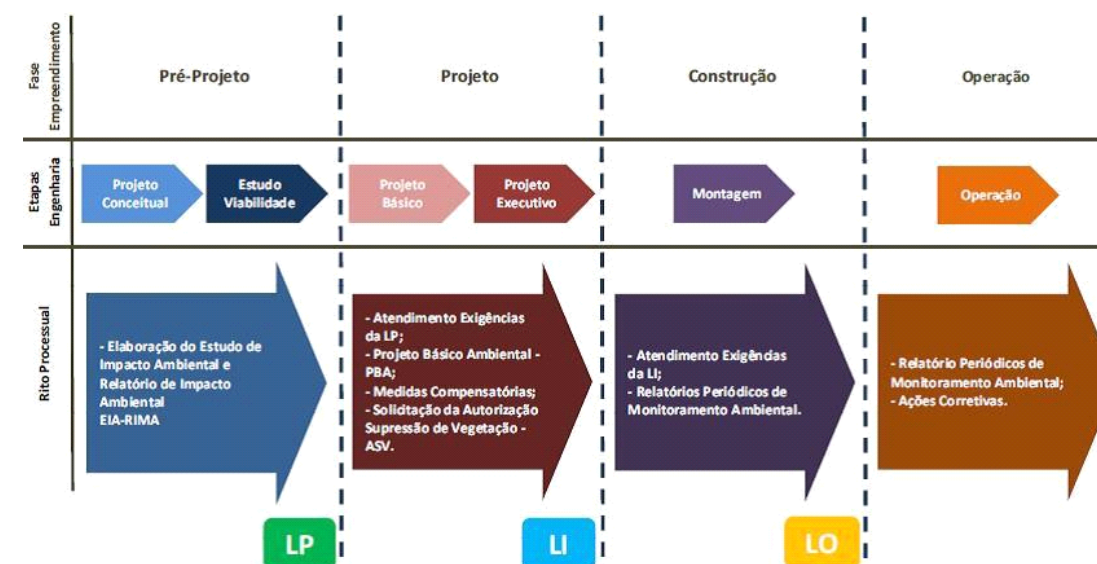 Fase
Empreendimento
Pré-Projeto
Projeto
Construção
Operação
Etapas
Engenharia
Projeto
Conceitual
Estudo
Viabilidade
Projeto
Básico
Projeto
Executivo
Montagem
Operação
Rito Processual
- Elaboração do Estudo de
Impacto Ambiental e
Relatório de Impacto
Ambiental
EIA-RIMA
- Atendimento Exigências
da LP;
- Projeto Básico Ambiental -
PBA;
- Medidas Compensatórias;
- Solicitação da Autorização
Supressão de Vegetação -
ASV.
- Atendimento Exigências
da LI;
- Relatórios Periódicos de
Monitoramento Ambiental.
- Relatório Periódicos de
Monitoramento Ambiental;
- Ações Corretivas.
LP
LI
LO